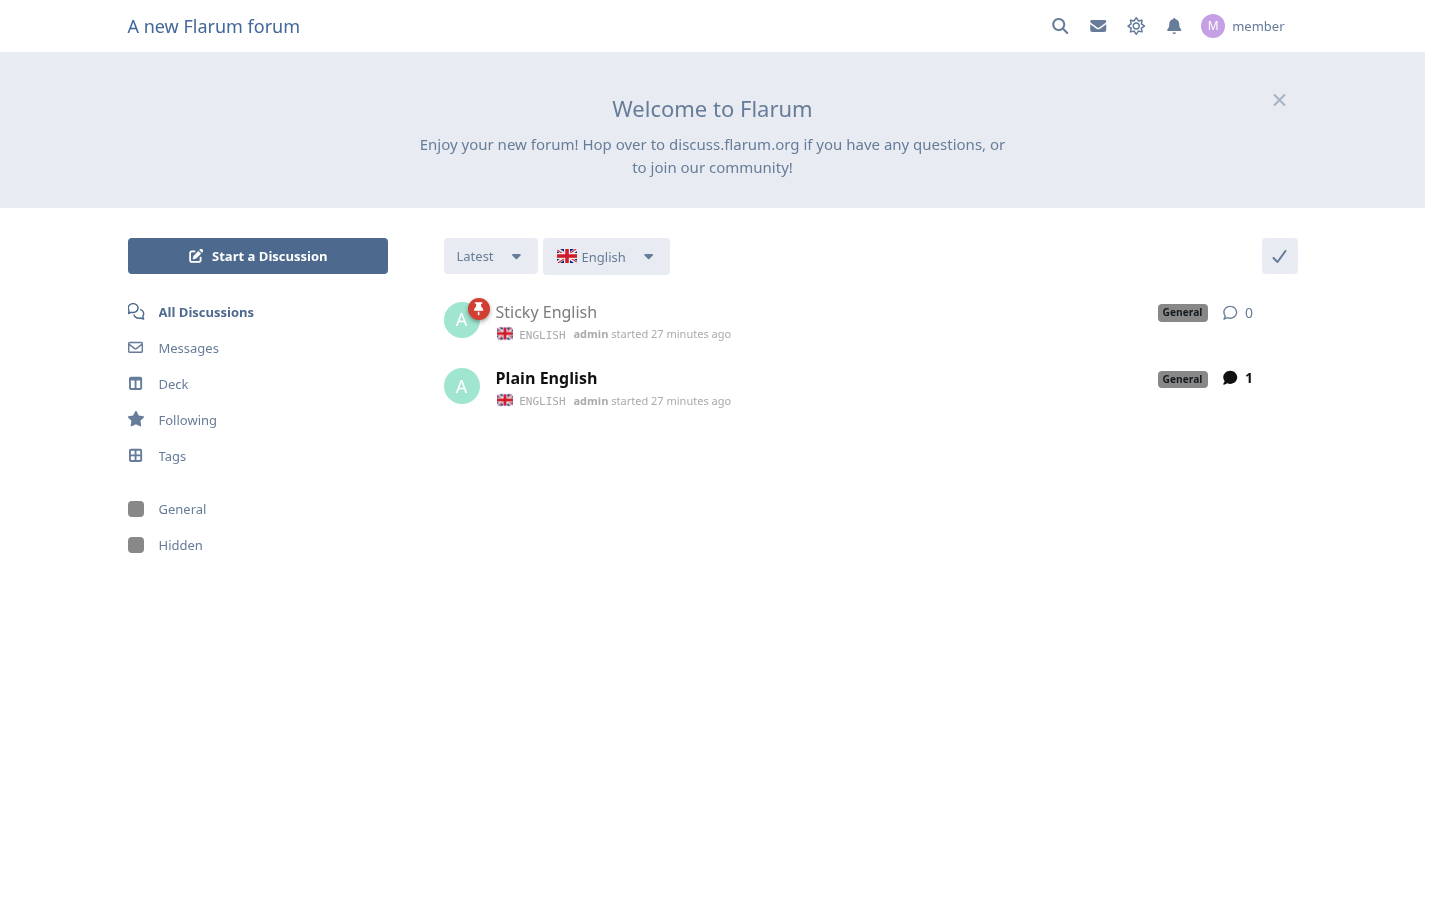 A new Flarum forum
M member
Welcome to Flarum
Enjoy your new forum! Hop over to discuss.flarum.org if you have any questions, or
to join our community!
Start a Discussion
All Discussions
Messages
Deck
Following
Tags
General
Hidden
Latest
English
A Sticky English
General 0
ENGLISH admin started 27 minutes ago
A Plain English
General 1
ENGLISH admin started 27 minutes ago